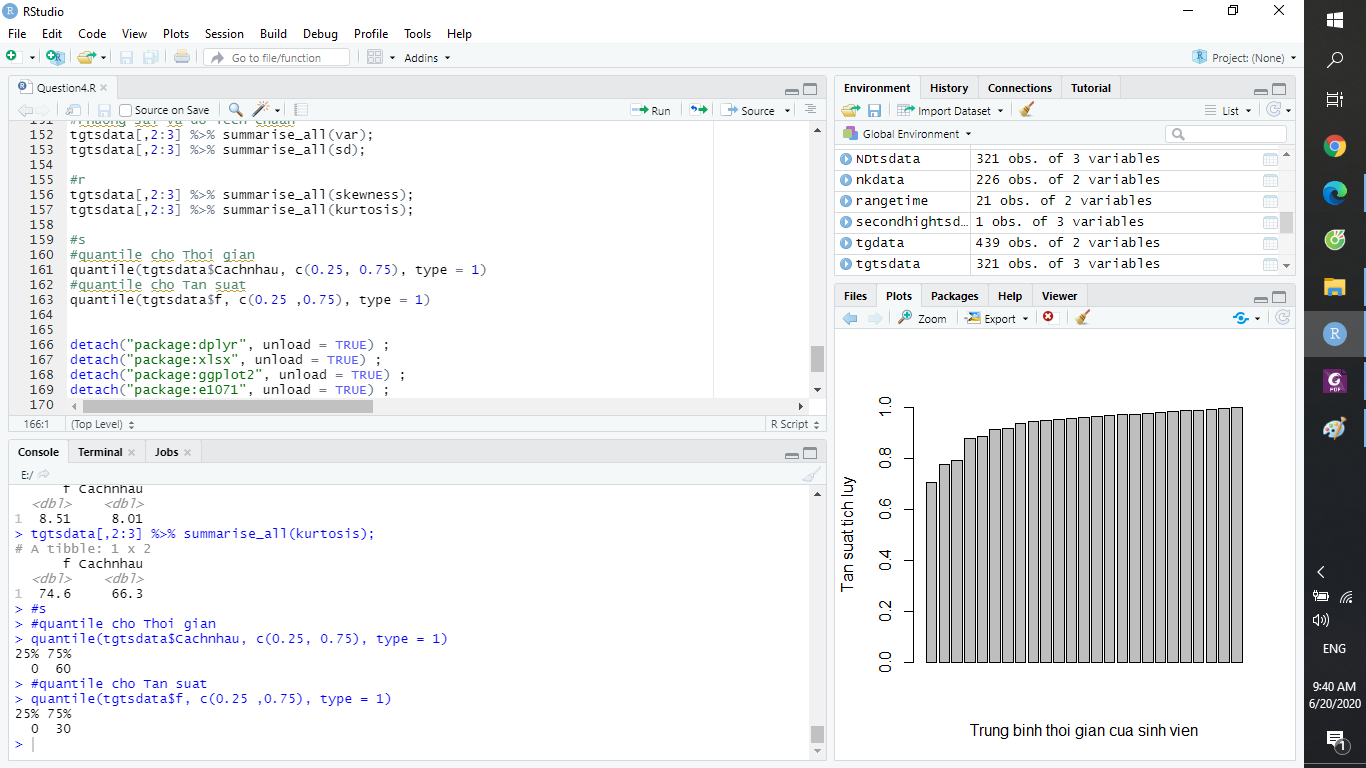 RStudio
File Edit Code View Plots Session Build Debug Profile Tools Help
Go to file/function Addins Project: (None)
Question4.R
Source on Save Run Source
152 tgtsdata[,2:3] %>% summarise_all(var);
153 tgtsdata[,2:3] %>% summarise_all(sd);
154
155 #r
156 tgtsdata[,2:3] %>% summarise_all(skewness);
157 tgtsdata[,2:3] %>% summarise_all(kurtosis);
158
159 #s
160 #quantile cho Thoi gian
161 quantile(tgtsdata$Cachnhau, c(0.25, 0.75), type = 1)
162 #quantile cho Tan suat
163 quantile(tgtsdata$f, c(0.25 ,0.75), type = 1)
164
165
166 detach("package:dplyr", unload = TRUE) ;
167 detach("package:xlsx", unload = TRUE) ;
168 detach("package:ggplot2", unload = TRUE) ;
169 detach("package:e1071", unload = TRUE) ;
170
166:1 (Top Level) R Script
Console Terminal Jobs
E:/
f Cachnhau
<dbl> <dbl>
1 8.51 8.01
> tgtsdata[,2:3] %>% summarise_all(kurtosis);
# A tibble: 1 x 2
f Cachnhau
<dbl> <dbl>
1 74.6 66.3
> #s
> #quantile cho Thoi gian
> quantile(tgtsdata$Cachnhau, c(0.25, 0.75), type = 1)
25% 75%
0 60
> #quantile cho Tan suat
> quantile(tgtsdata$f, c(0.25 ,0.75), type = 1)
25% 75%
0 30
>
Environment History Connections Tutorial
Import Dataset List
Global Environment
NDtsdata 321 obs. of 3 variables
nkdata 226 obs. of 2 variables
rangetime 21 obs. of 2 variables
secondhightsd… 1 obs. of 3 variables
tgdata 439 obs. of 2 variables
tgtsdata 321 obs. of 3 variables
Files Plots Packages Help Viewer
Zoom Export
Tan suat tich luy
1.0
0.8
0.6
0.4
0.2
0.0
Trung binh thoi gian cua sinh vien
PDF
ENG
9:40 AM
6/20/2020
1